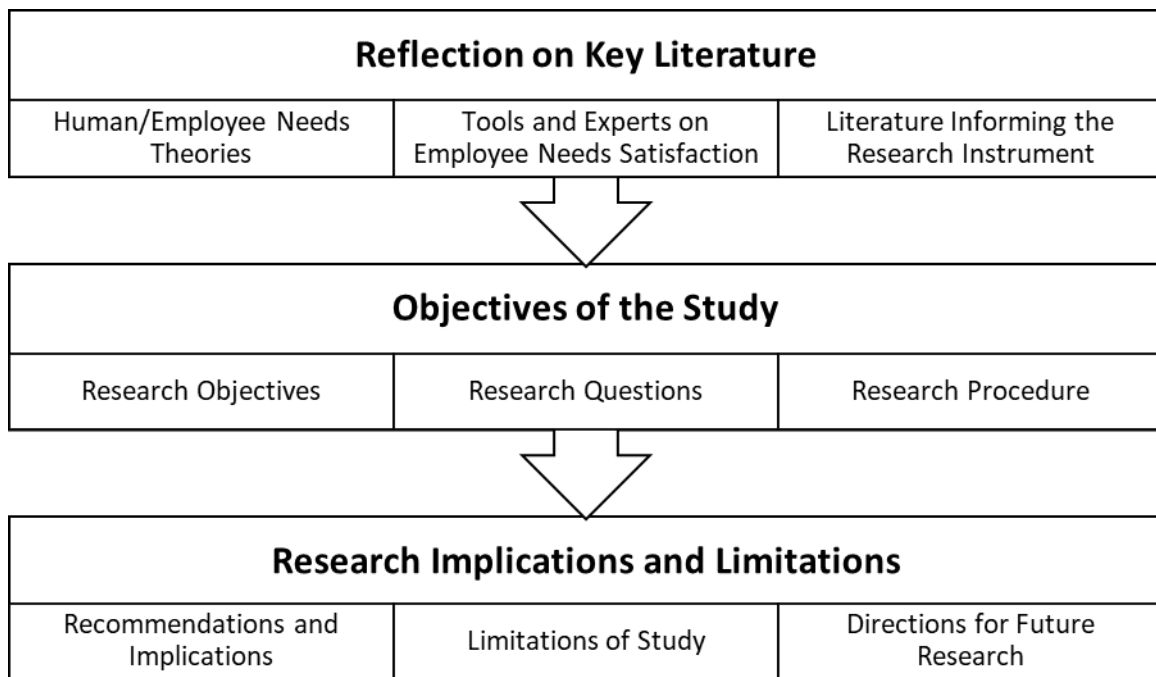 Reflection on Key Literature
Human/Employee Needs
Theories
Tools and Experts on
Employee Needs Satisfaction
Literature Informing the
Research Instrument
Objectives of the Study
Research Objectives
Research Questions
Research Procedure
Research Implications and Limitations
Recommendations and
Implications
Limitations of Study
Directions for Future
Research